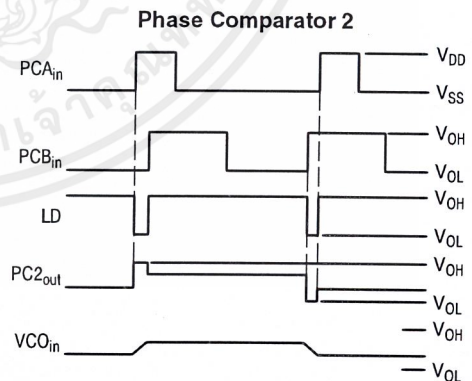 Phase Comparator 2
PCAin
VDD
VSS
PCBin
VOH
VOL
LD
VOH
VOL
PC2out
VOH
VOL
VCOin
VOH
VOL